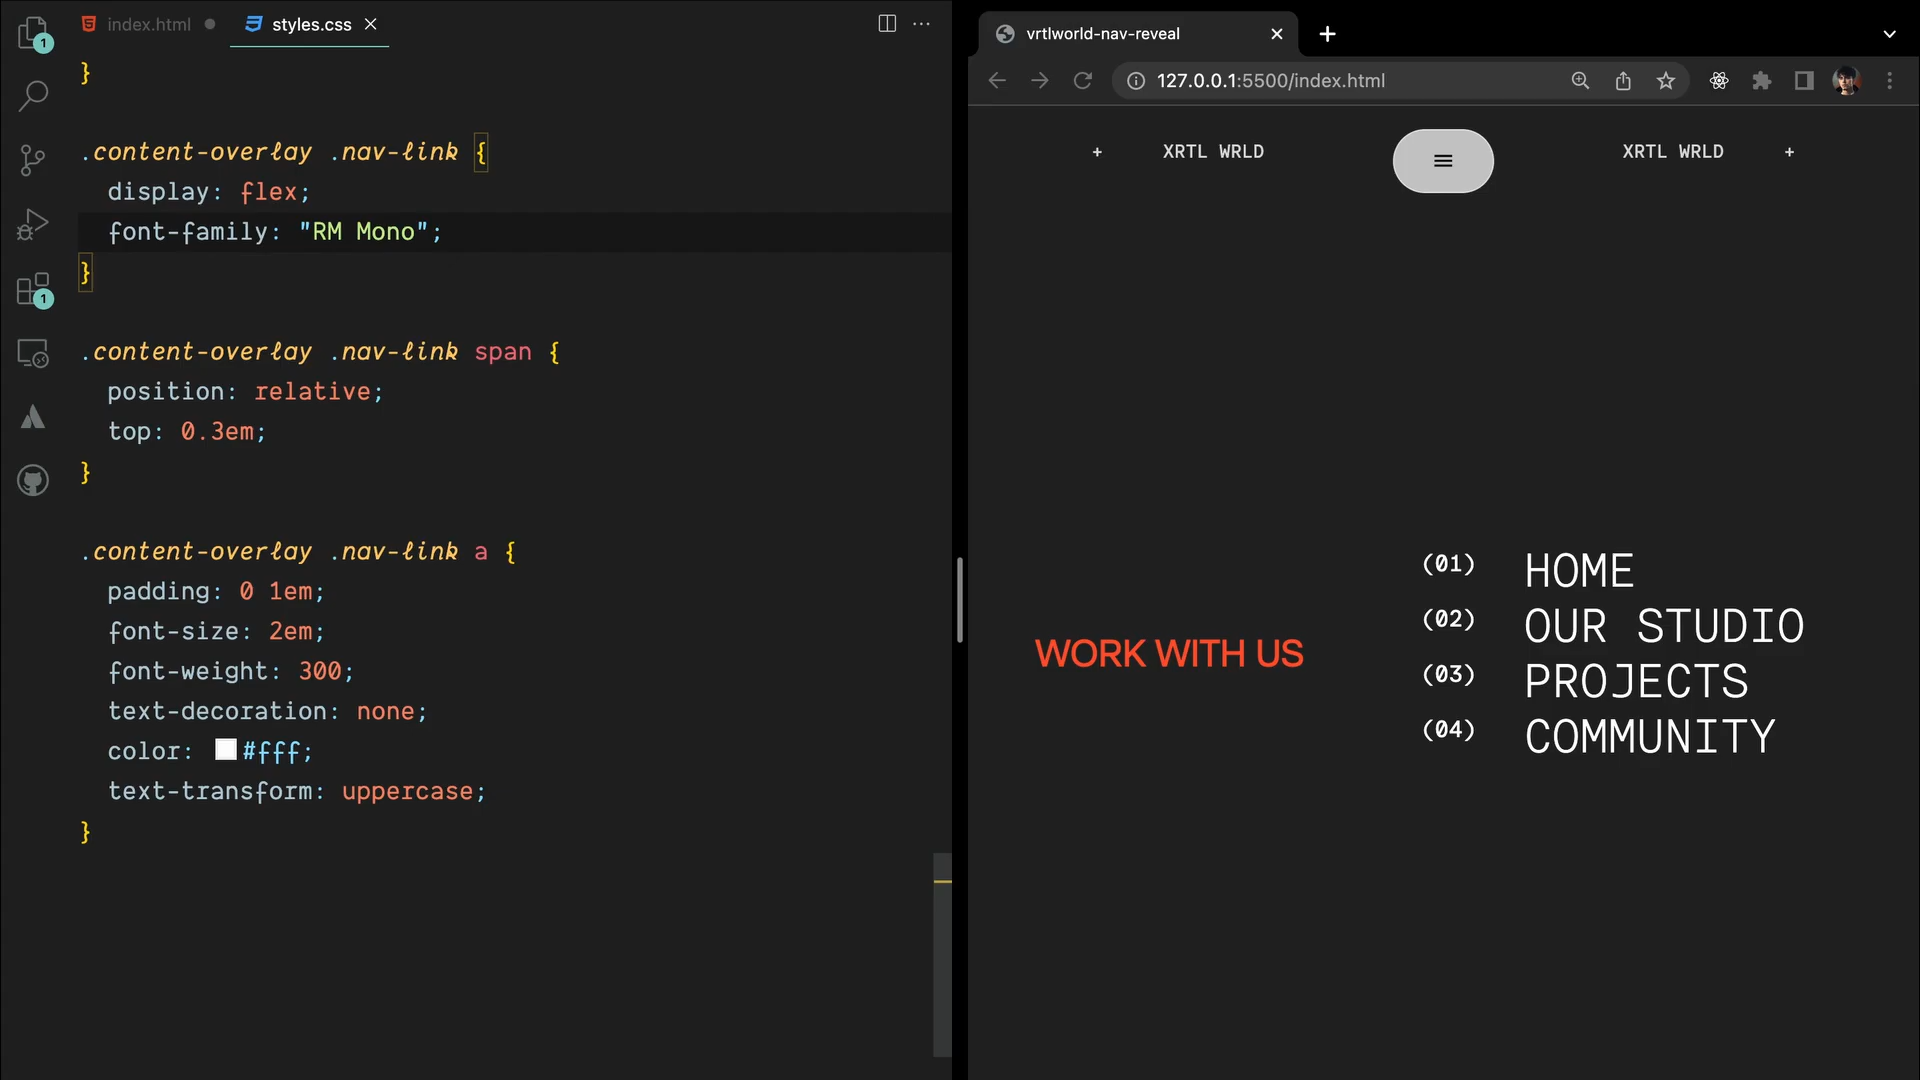 index.html
styles.css
}
.content-overlay .nav-link {
display: flex;
font-family: "RM Mono";
}
.content-overlay .nav-link span {
position: relative;
top: 0.3em;
}
.content-overlay .nav-link a {
padding: 0 1em;
font-size: 2em;
font-weight: 300;
text-decoration: none;
color: #fff;
text-transform: uppercase;
}
1
1
vrtlworld-nav-reveal
127.0.0.1:5500/index.html
+ XRTL WRLD
XRTL WRLD +
WORK WITH US
(01) HOME
(02) OUR STUDIO
(03) PROJECTS
(04) COMMUNITY